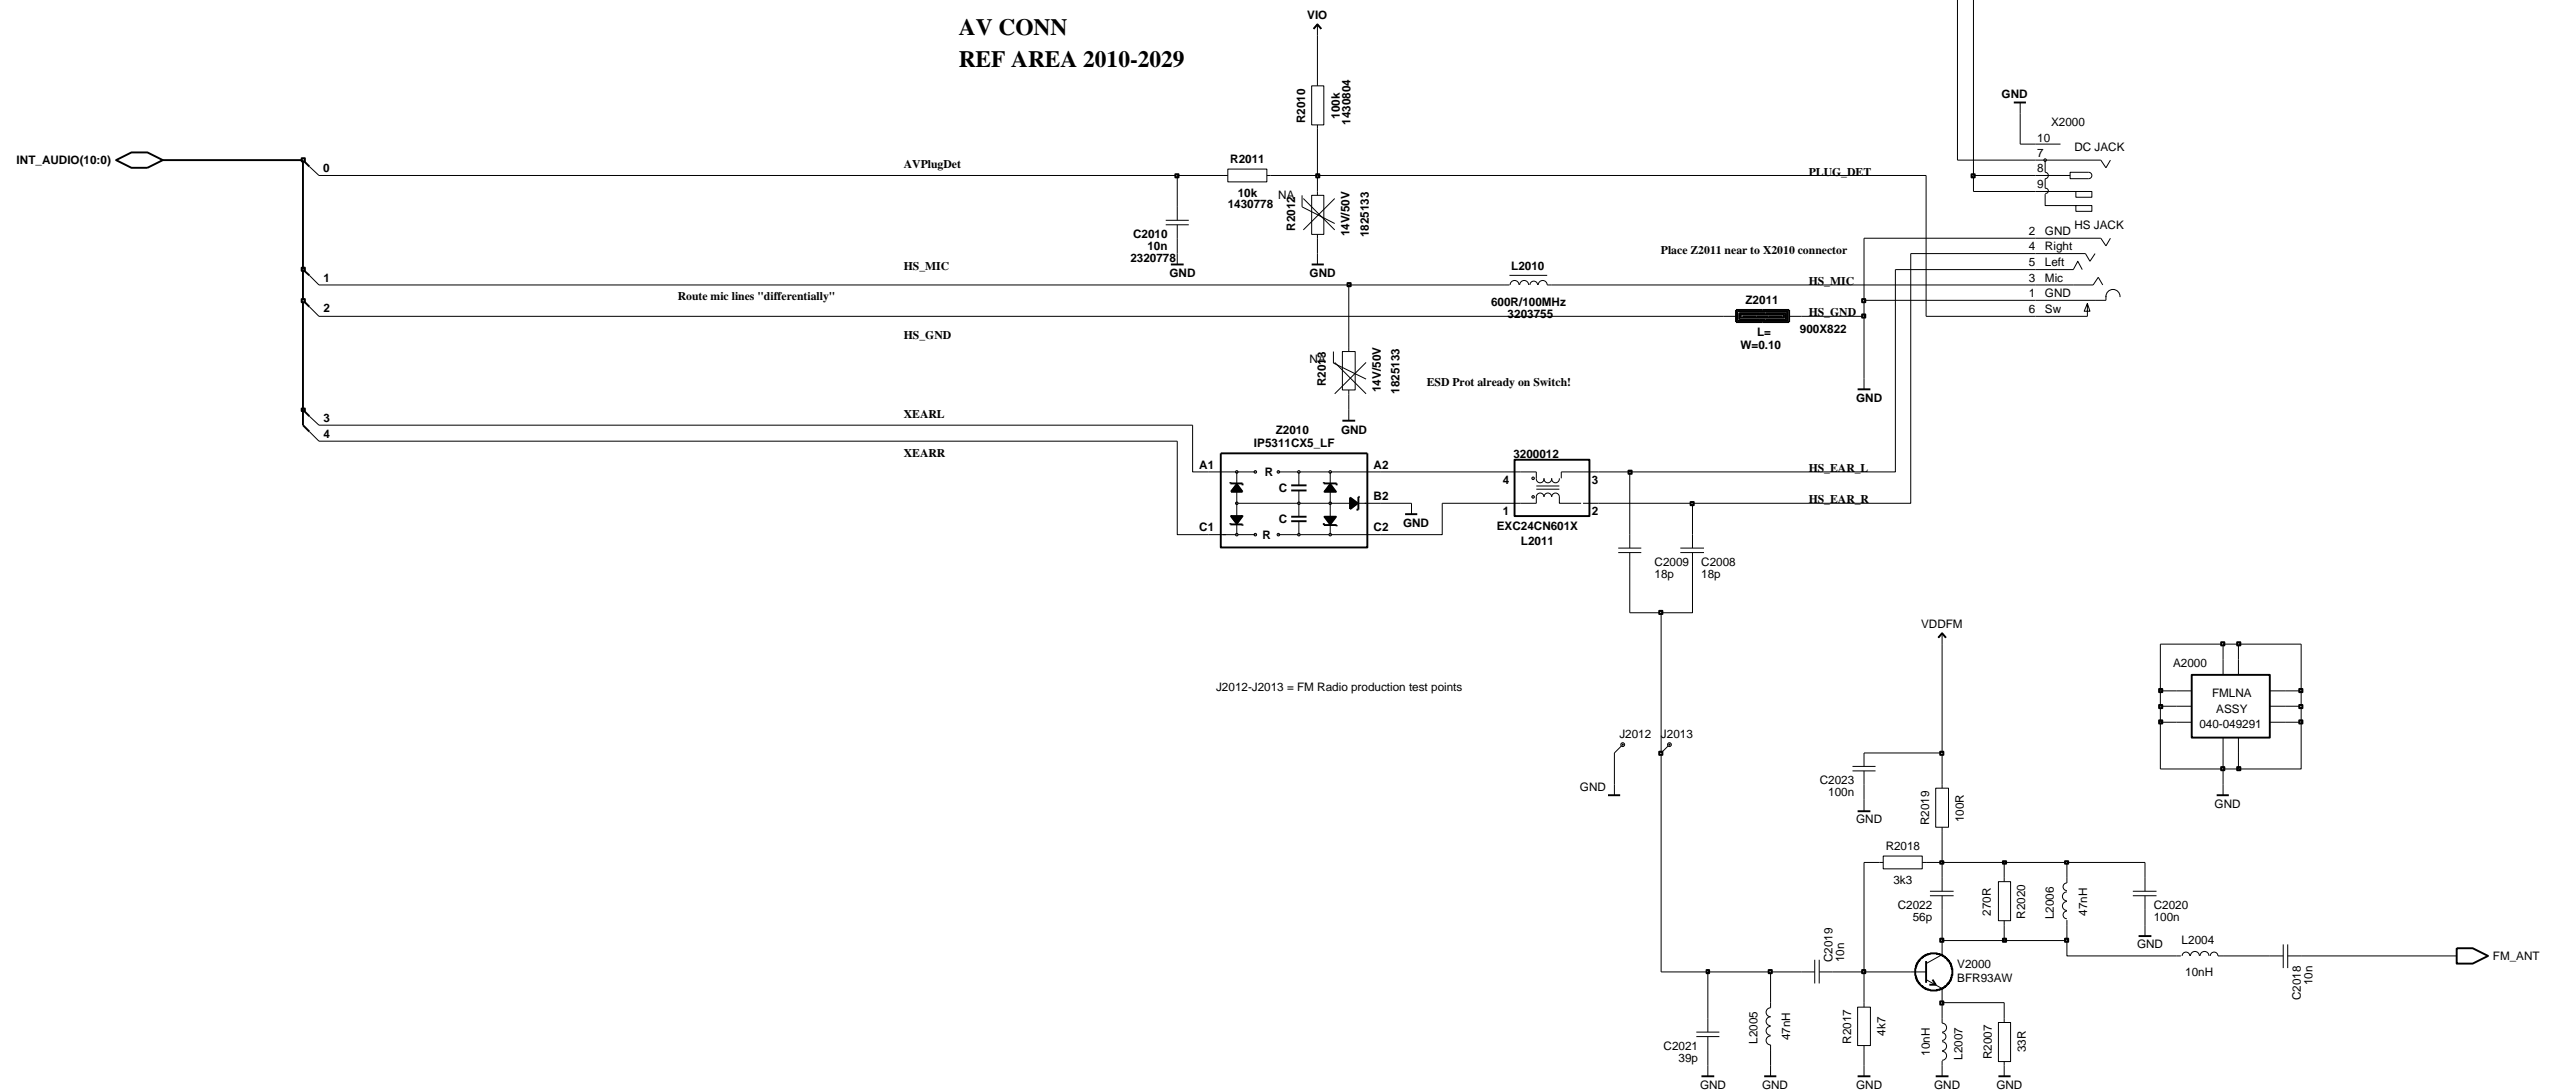 AV CONN
REF AREA 2010-2029
VIO
R2010
100k
1430804
GND
X2000
10
DC JACK
7
8
9
INT_AUDIO(10:0)
0
AVPlugDet
R2011
10k
1430778
PLUG_DET
NA
R2012
14V/50V
1825133
C2010
10n
2320778
GND
GND
HS JACK
2 GND
4 Right
5 Left
3 Mic
1 GND
6 Sw
Place Z2011 near to X2010 connector
1
HS_MIC
L2010
600R/100MHz
3203755
HS_MIC
Route mic lines "differentially"
2
HS_GND
Z2011
L=
W=0.10
HS_GND
900X822
GND
R2013
14V/50V
1825133
GND
ESD Prot already on Switch!
3
XEARL
4
XEARR
Z2010
IP5311CX5_LF
A1
R
A2
C
B2
C
C1
R
C2
GND
3200012
4
3
1
2
EXC24CN601X
L2011
HS_EAR_L
HS_EAR_R
C2009
18p
C2008
18p
J2012-J2013 = FM Radio production test points
J2012
J2013
GND
VDDFM
A2000
FMLNA
ASSY
040-049291
GND
C2023
100n
GND
R2019
100R
R2018
3k3
C2022
56p
270R
R2020
L2006
47nH
C2020
100n
GND
C2019
10n
V2000
BFR93AW
L2004
10nH
C2018
10n
FM_ANT
C2021
39p
GND
L2005
47nH
GND
R2017
4k7
GND
10nH
L2007
GND
R2007
33R
GND